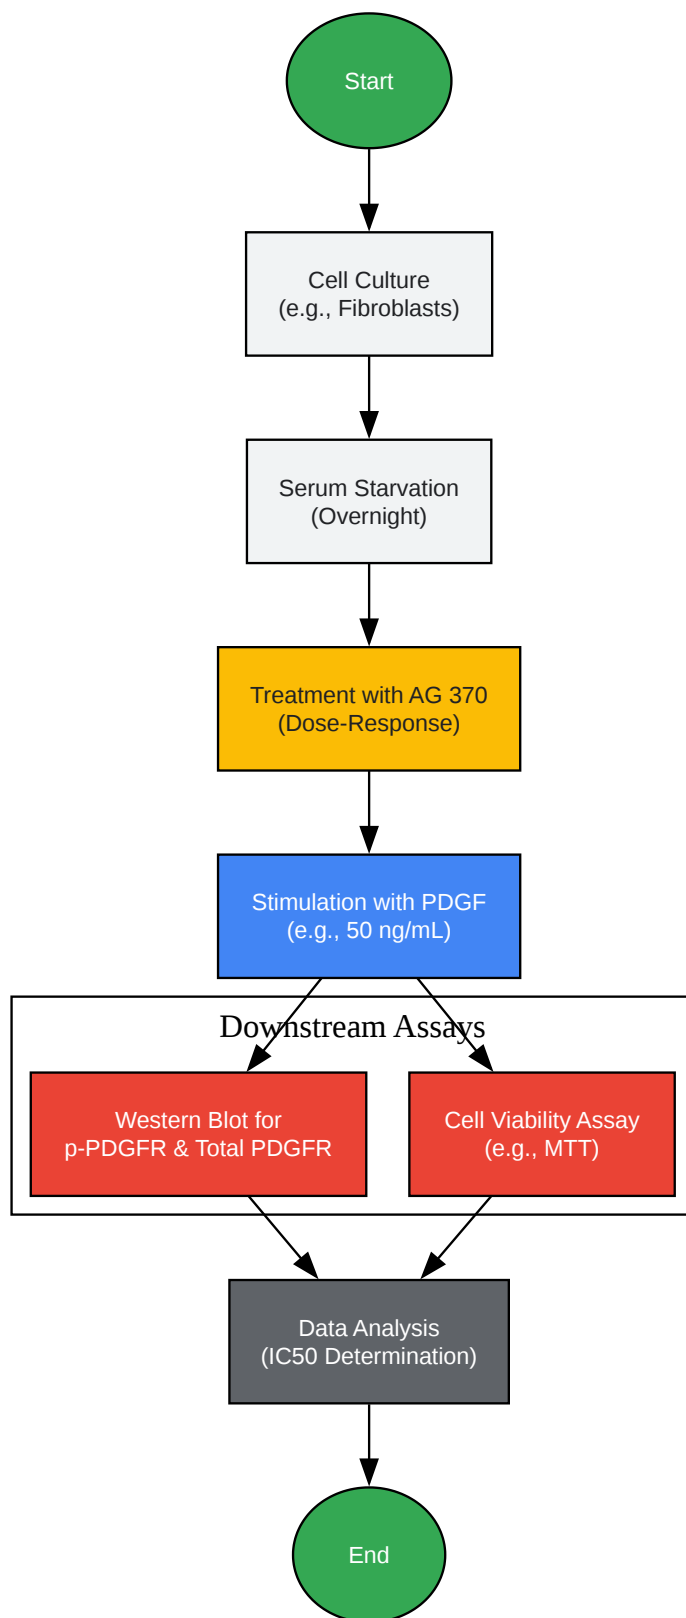 Start
Cell Culture
(e.g., Fibroblasts)
Serum Starvation
(Overnight)
Treatment with AG 370
(Dose-Response)
Stimulation with PDGF
(e.g., 50 ng/mL)
Downstream Assays
Western Blot for
p-PDGFR & Total PDGFR
Cell Viability Assay
(e.g., MTT)
Data Analysis
(IC50 Determination)
End